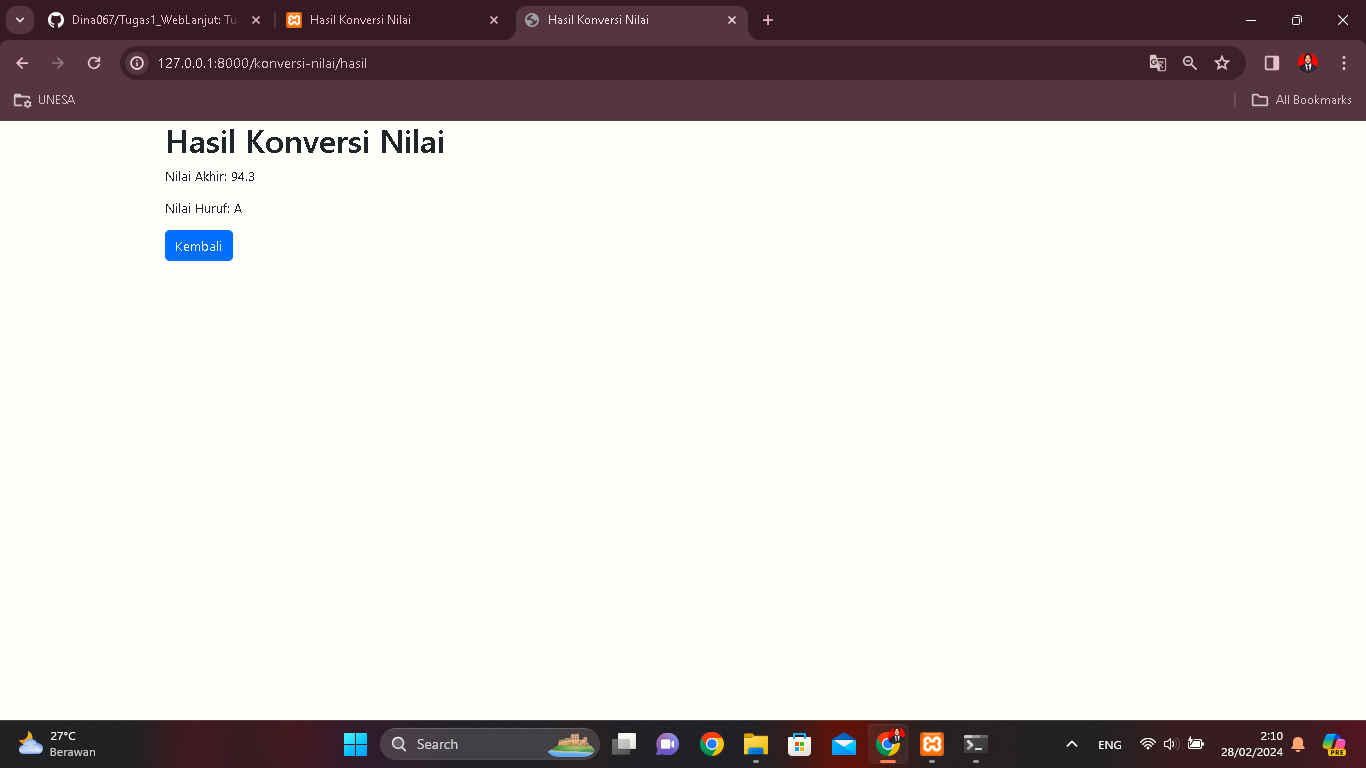 Dina067/Tugas1_WebLanjut: Tu
Hasil Konversi Nilai
Hasil Konversi Nilai
127.0.0.1:8000/konversi-nilai/hasil
UNESA
All Bookmarks
Hasil Konversi Nilai
Nilai Akhir: 94.3
Nilai Huruf: A
Kembali
27°C
Berawan
Search
ENG
2:10
28/02/2024
PRE